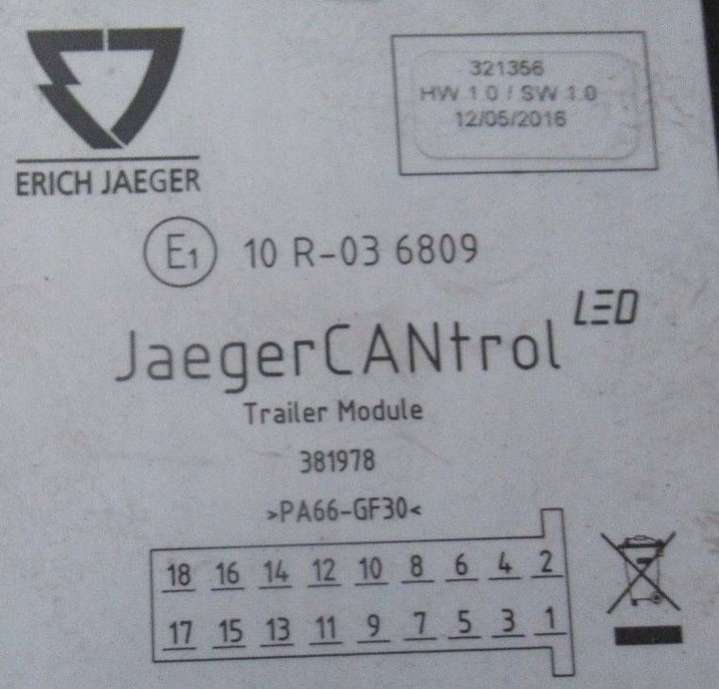 321356
HW 1.0 / SW 1.0
12/05/2016
ERICH JAEGER
E1 10 R-03 6809
JaegerCANtrol LED
Trailer Module
381978
>PA66-GF30<
18 16 14 12 10 8 6 4 2
17 15 13 11 9 7 5 3 1